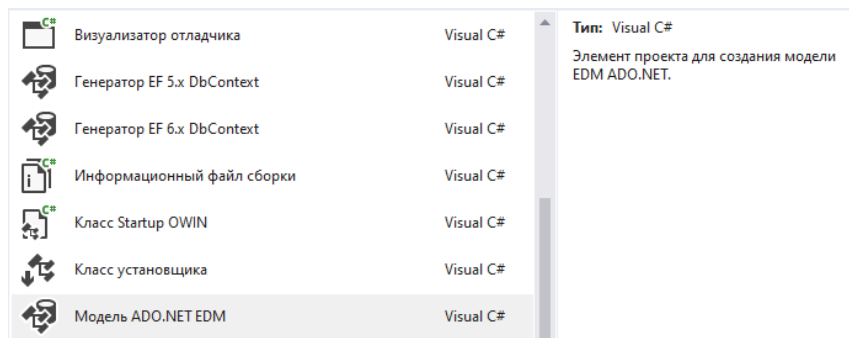 Визуализатор отладчика Visual C#
Генератор EF 5.x DbContext Visual C#
Генератор EF 6.x DbContext Visual C#
Информационный файл сборки Visual C#
Класс Startup OWIN Visual C#
Класс установщика Visual C#
Модель ADO.NET EDM Visual C#
Тип: Visual C#
Элемент проекта для создания модели
EDM ADO.NET.
C#
C#
C#